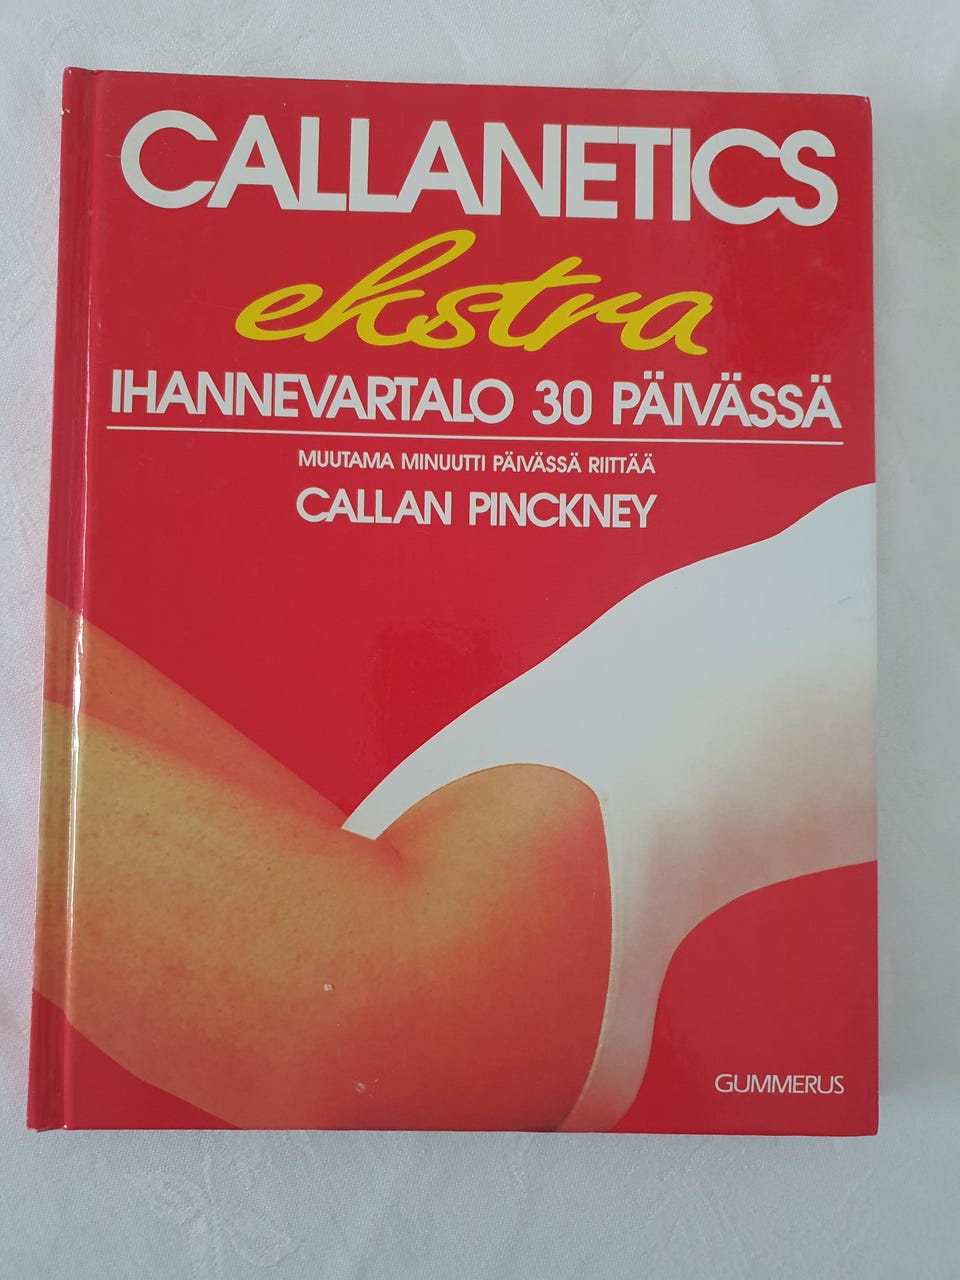 CALLANETICS
ekstra
IHANNEVARTALO 30 PÄIVÄSSÄ
MUUTAMA MINUUTTI PÄIVÄSSÄ RIITTÄÄ
CALLAN PINCKNEY
GUMMERUS